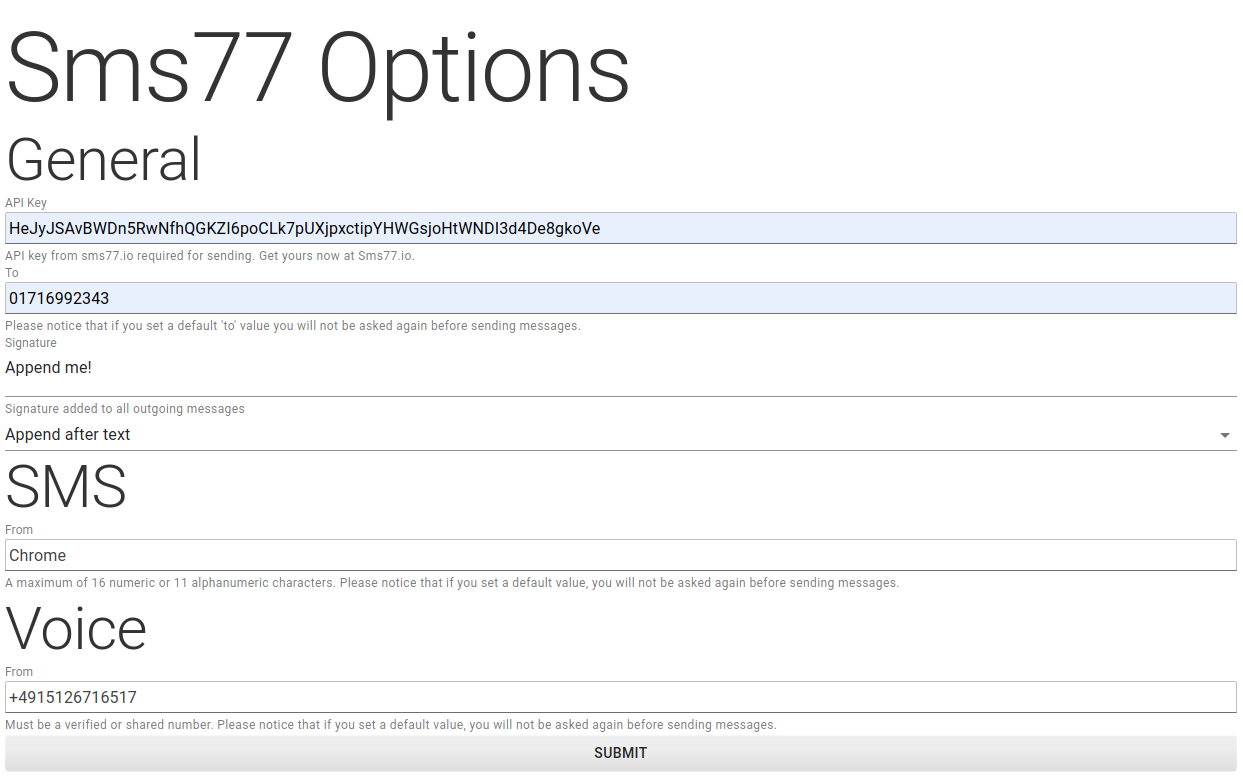 Sms77 Options
General
API Key
HeJyJSAvBWDn5RwNfhQGKZI6poCLk7pUXjpxctipYHWGsjoHtWNDI3d4De8gkoVe
API key from sms77.io required for sending. Get yours now at Sms77.io.
To
01716992343
Please notice that if you set a default 'to' value you will not be asked again before sending messages.
Signature
Append me!
Signature added to all outgoing messages
Append after text
SMS
From
Chrome
A maximum of 16 numeric or 11 alphanumeric characters. Please notice that if you set a default value, you will not be asked again before sending messages.
Voice
From
+4915126716517
Must be a verified or shared number. Please notice that if you set a default value, you will not be asked again before sending messages.
SUBMIT